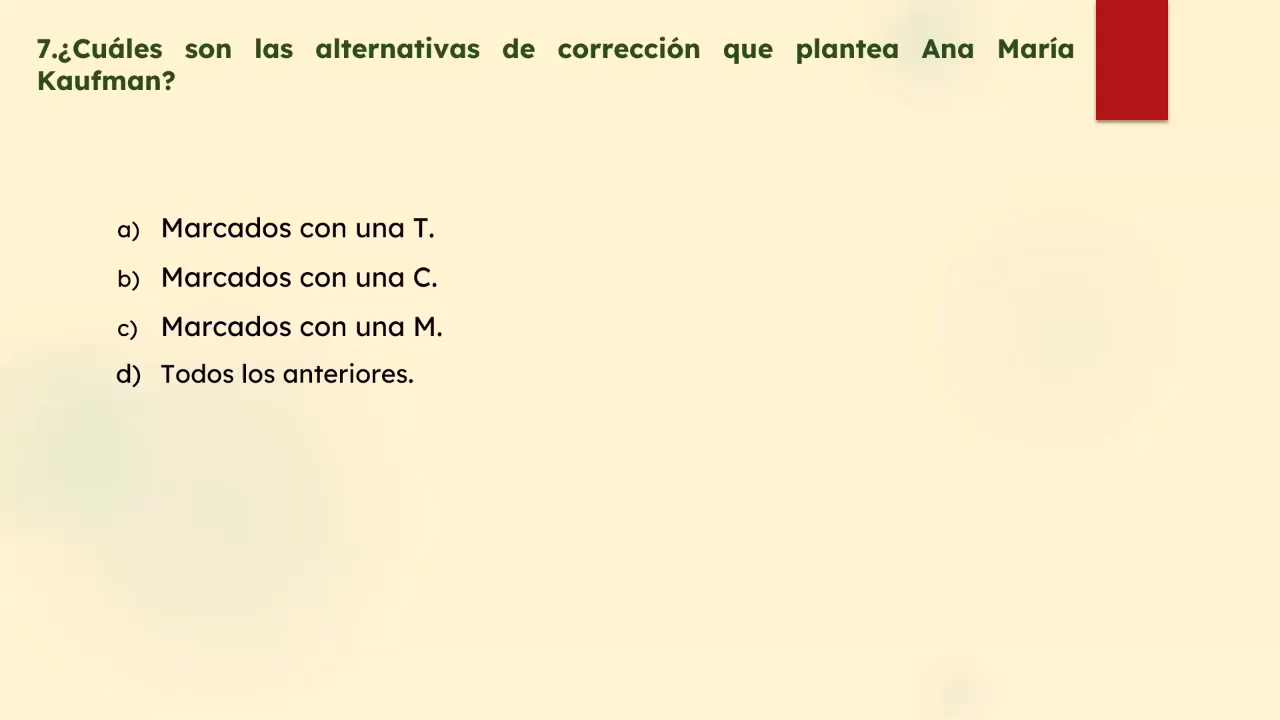 7.¿Cuáles son las alternativas de corrección que plantea Ana María
Kaufman?
a) Marcados con una T.
b) Marcados con una C.
c) Marcados con una M.
d) Todos los anteriores.